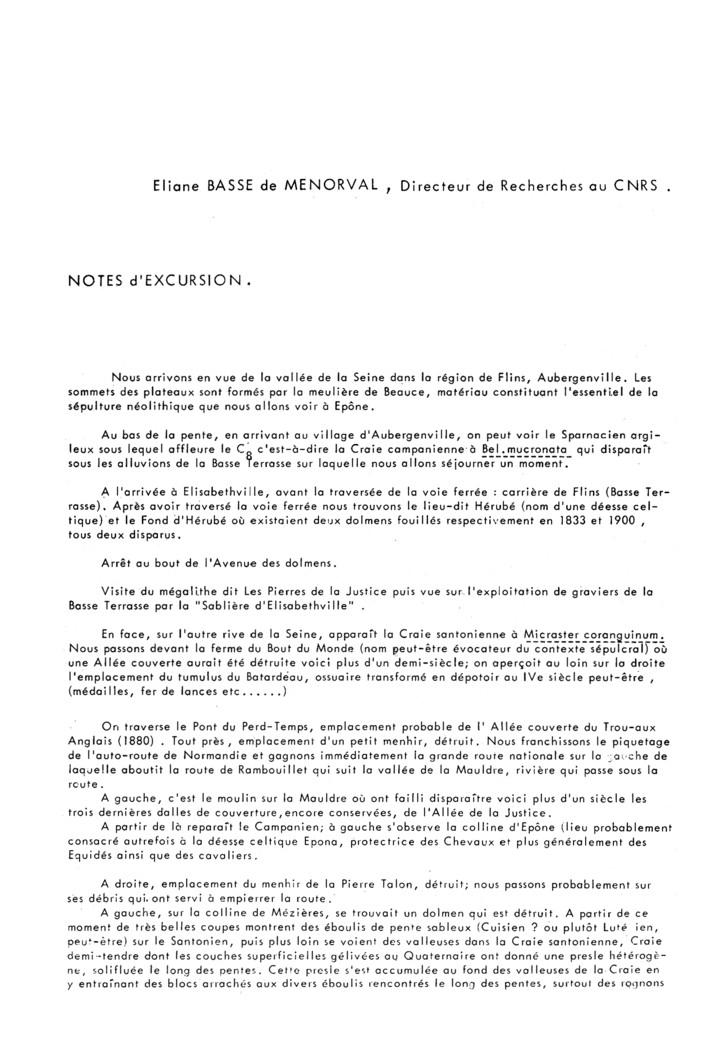 Eliane BASSE de MENORVAL , Directeur de Recherches au CNRS .
NOTES d'EXCURSION .
Nous arrivons en vue de la vallée de la Seine dans la région de Flins, Aubergenville. Les
sommets des plateaux sont formés par la meulière de Beauce, matériau constituant l'essentiel de la
sépulture néolithique que nous allons voir à Epône.
Au bas de la pente, en arrivant au village d'Aubergenville, on peut voir le Sparnacien argi-
leux sous lequel affleure le C8 c'est-à-dire la Craie campanienne à Bel.mucronata qui disparaît
sous les alluvions de la Basse Terrasse sur laquelle nous allons séjourner un moment.
A l'arrivée à Elisabethville, avant la traversée de la voie ferrée : carrière de Flins (Basse Ter-
rasse). Après avoir traversé la voie ferrée nous trouvons le lieu-dit Hérubé (nom d'une déesse cel-
tique) et le Fond d'Hérubé où existaient deux dolmens fouillés respectivement en 1833 et 1900 ,
tous deux disparus.
Arrêt au bout de l'Avenue des dolmens.
Visite du mégalithe dit Les Pierres de la Justice puis vue sur l'exploitation de graviers de la
Basse Terrasse par la "Sablière d'Elisabethville" .
En face, sur l'autre rive de la Seine, apparaît la Craie santonienne à Micraster coranguinum.
Nous passons devant la ferme du Bout du Monde (nom peut-être évocateur du contexte sépulcral) où
une Allée couverte aurait été détruite voici plus d'un demi-siècle; on aperçoit au loin sur la droite
l'emplacement du tumulus du Batardeau, ossuaire transformé en dépotoir au IVe siècle peut-être ,
(médailles, fer de lances etc......)
On traverse le Pont du Perd-Temps, emplacement probable de l' Allée couverte du Trou-aux
Anglais (1880) . Tout près , emplacement d'un petit menhir, détruit. Nous franchissons le piquetage
de l'auto-route de Normandie et gagnons immédiatement la grande route nationale sur la gauche de
laquelle aboutit la route de Rambouillet qui suit la vallée de la Mauldre, rivière qui passe sous la
route .
A gauche, c'est le moulin sur la Mauldre où ont failli disparaître voici plus d'un siècle les
trois dernières dalles de couverture,encore conservées, de l'Allée de la Justice.
A partir de là reparaît le Campanien; à gauche s'observe la colline d'Epône (lieu probablement
consacré autrefois à la déesse celtique Epona, protectrice des Chevaux et plus généralement des
Equidés ainsi que des cavaliers.
A droite, emplacement du menhir de la Pierre Talon, détruit; nous passons probablement sur
ses débris qui ont servi à empierrer la route.
A gauche, sur la colline de Mézières, se trouvait un dolmen qui est détruit. A partir de ce
moment de très belles coupes montrent des éboulis de pente sableux (Cuisien ? ou plutôt Luté ien,
peut-être) sur le Santonien, puis plus loin se voient des valleuses dans la Craie santonienne, Craie
demi-tendre dont les couches superficielles gélivées au Quaternaire ont donné une presle hétérogè-
ne, solifluée le long des pentes. Cette presle s'est accumulée au fond des valleuses de la Craie en
y entraînant des blocs arrachés aux divers éboulis rencontrés le long des pentes, surtout des rognons